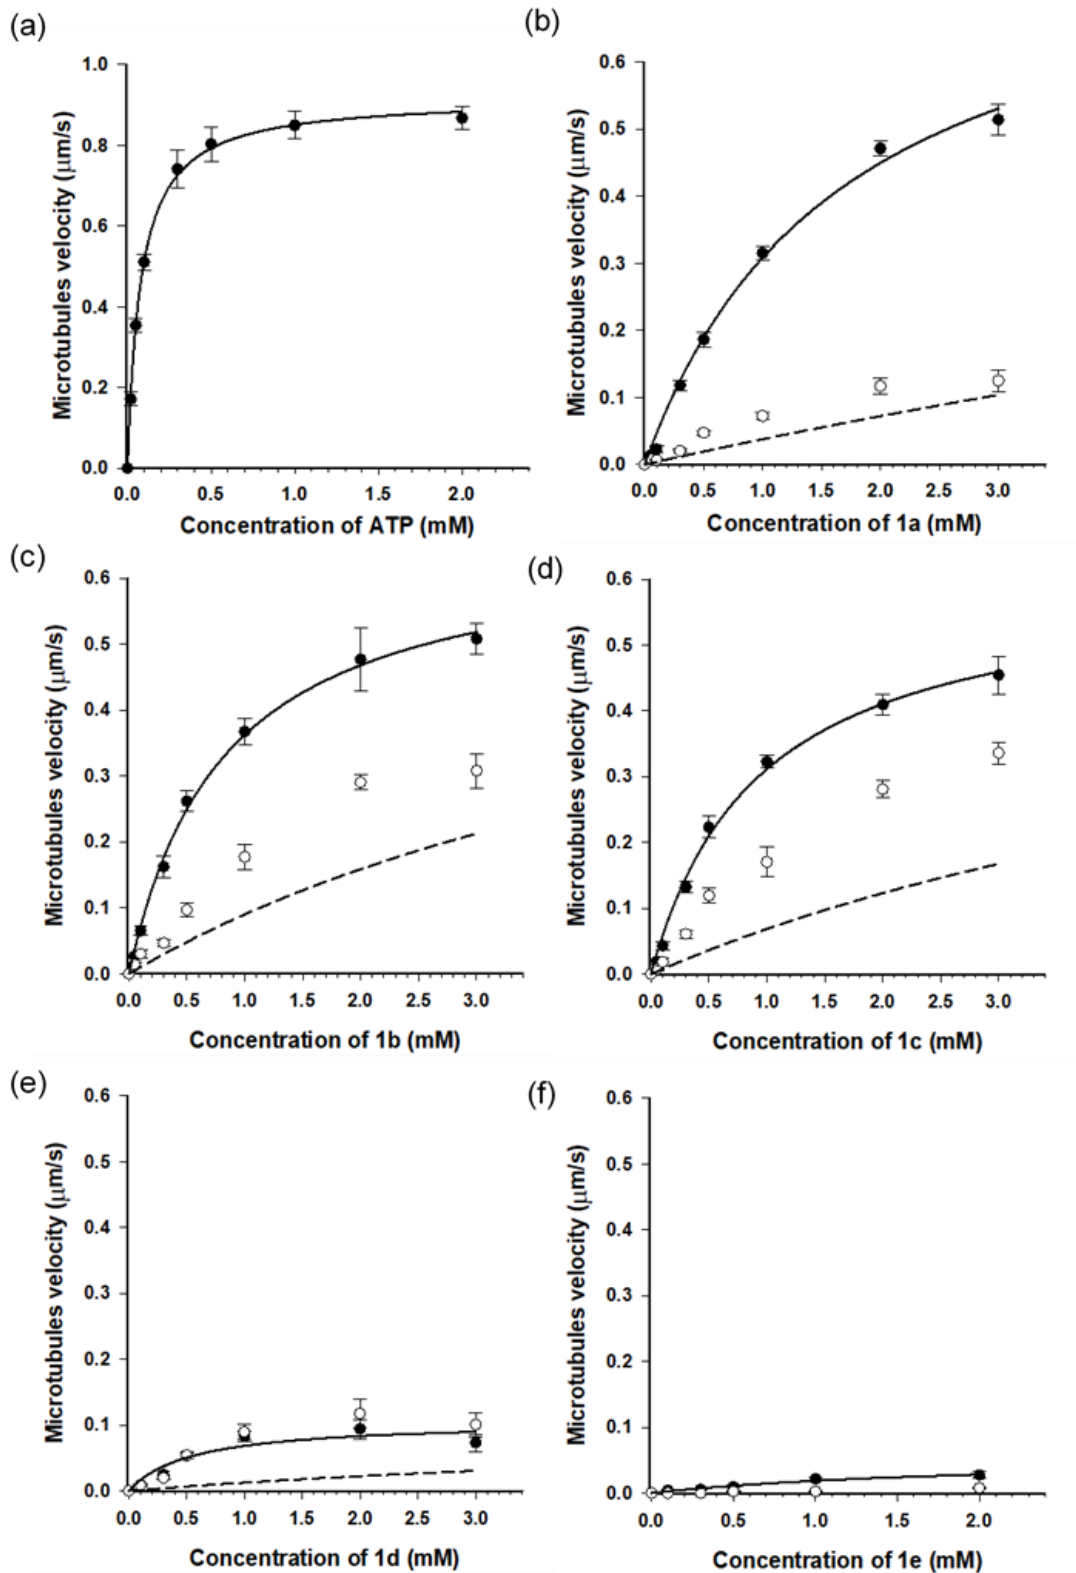 (a)
1.0
0.8
0.6
0.4
0.2
0.0
Microtubules velocity (μm/s)
0.0 0.5 1.0 1.5 2.0
Concentration of ATP (mM)
(b)
0.6
0.5
0.4
0.3
0.2
0.1
0.0
Microtubules velocity (μm/s)
0.0 0.5 1.0 1.5 2.0 2.5 3.0
Concentration of 1a (mM)
(c)
0.6
0.5
0.4
0.3
0.2
0.1
0.0
Microtubules velocity (μm/s)
0.0 0.5 1.0 1.5 2.0 2.5 3.0
Concentration of 1b (mM)
(d)
0.6
0.5
0.4
0.3
0.2
0.1
0.0
Microtubules velocity (μm/s)
0.0 0.5 1.0 1.5 2.0 2.5 3.0
Concentration of 1c (mM)
(e)
0.6
0.5
0.4
0.3
0.2
0.1
0.0
Microtubules velocity (μm/s)
0.0 0.5 1.0 1.5 2.0 2.5 3.0
Concentration of 1d (mM)
(f)
0.6
0.5
0.4
0.3
0.2
0.1
0.0
Microtubules velocity (μm/s)
0.0 0.5 1.0 1.5 2.0
Concentration of 1e (mM)